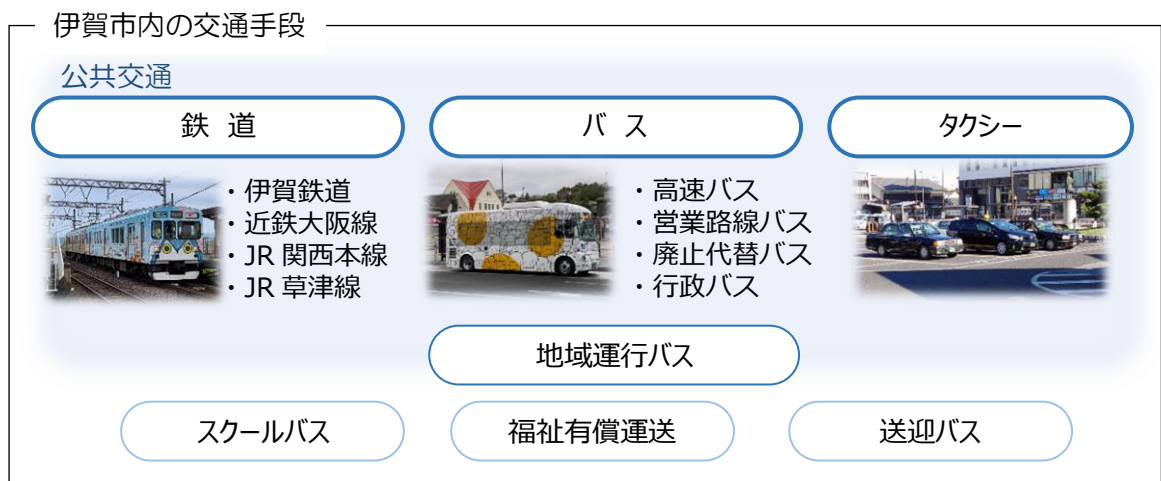 伊賀市内の交通手段
公共交通
鉄 道
バ ス
タクシー
・伊賀鉄道
・近鉄大阪線
・JR 関西本線
・JR 草津線
・高速バス
・営業路線バス
・廃止代替バス
・行政バス
地域運行バス
スクールバス
福祉有償運送
送迎バス